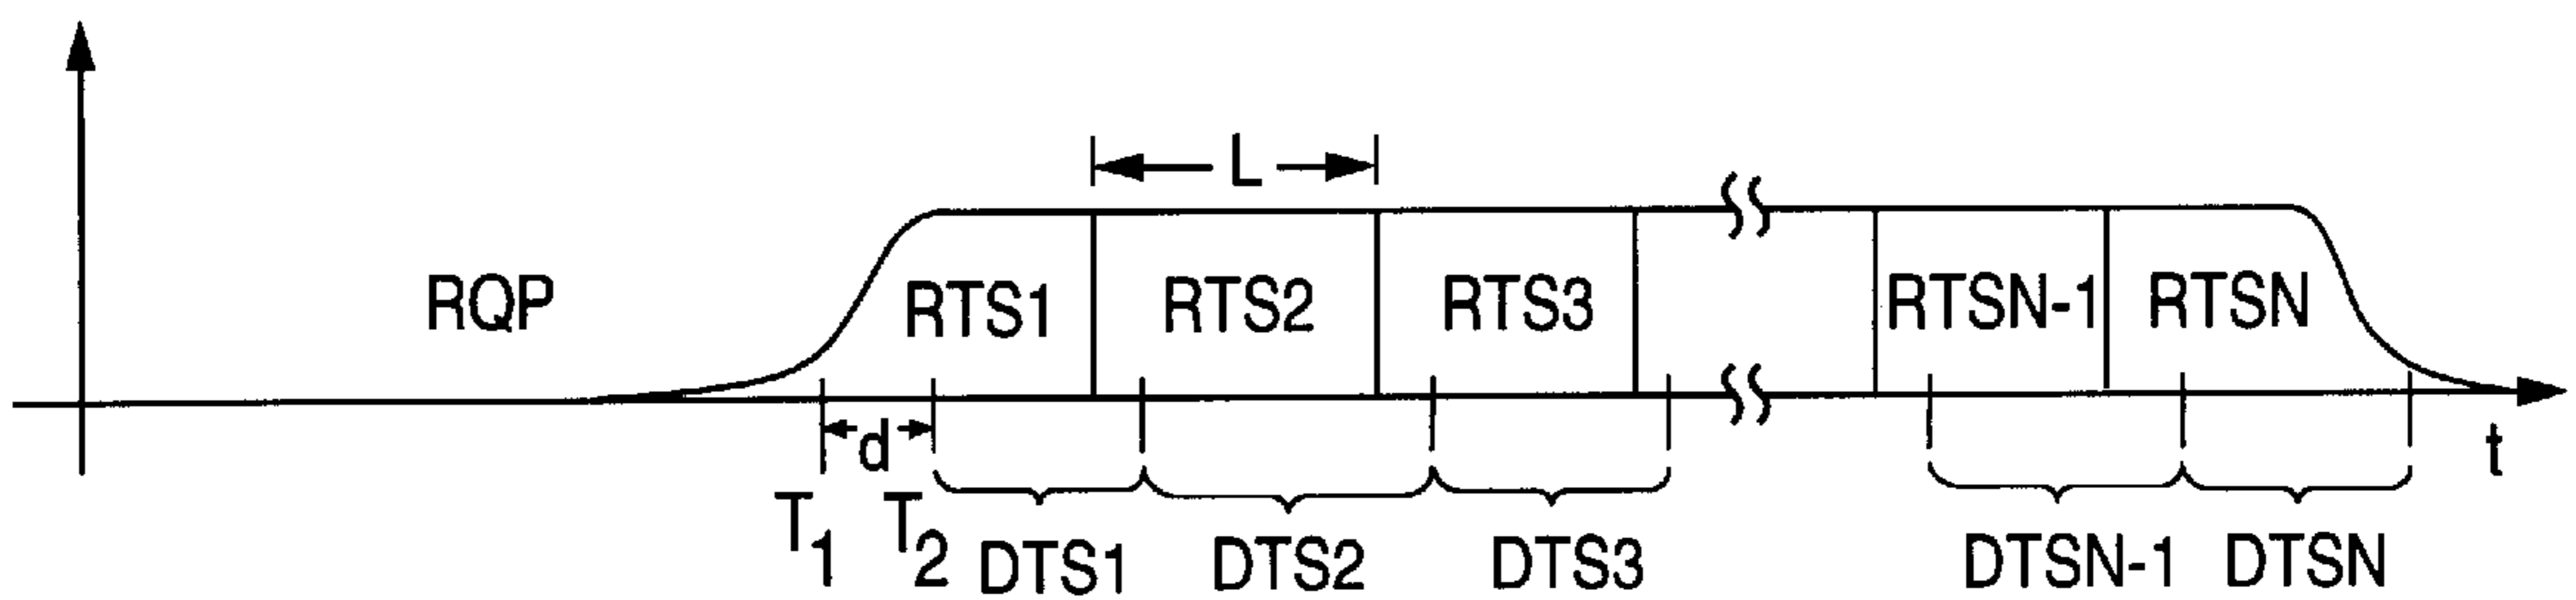 L
RQP RTS1 RTS2 RTS3 RTSN-1 RTSN
d t
T1 T2 DTS1 DTS2 DTS3 DTSN-1 DTSN